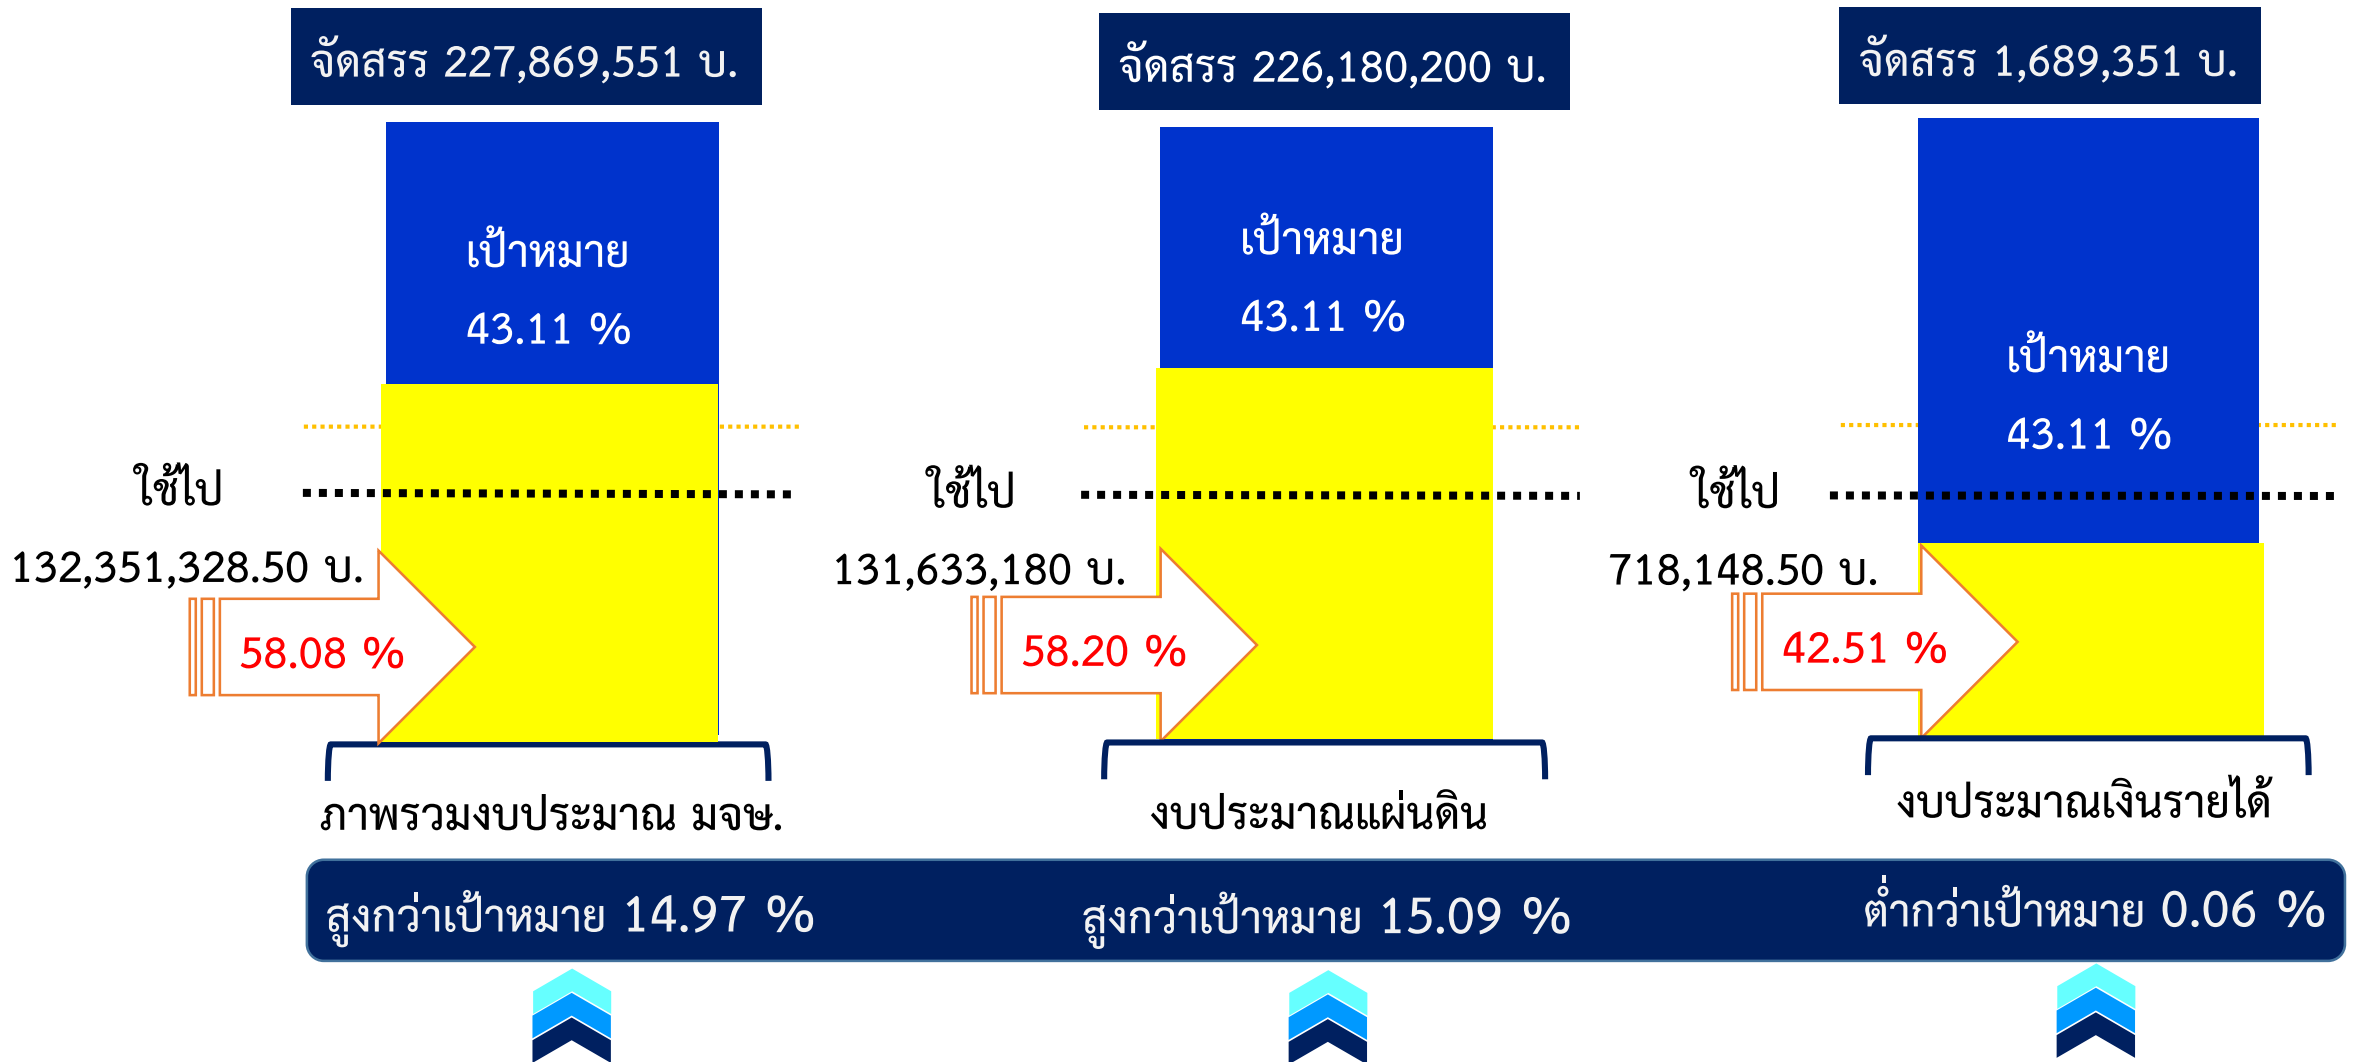 จัดสรร 227,869,551 บ.
เป้าหมาย
43.11 %
ใช้ไป
132,351,328.50 บ.
58.08 %
ภาพรวมงบประมาณ มจษ.
สูงกว่าเป้าหมาย 14.97 %
จัดสรร 226,180,200 บ.
เป้าหมาย
43.11 %
ใช้ไป
131,633,180 บ.
58.20 %
งบประมาณแผ่นดิน
สูงกว่าเป้าหมาย 15.09 %
จัดสรร 1,689,351 บ.
เป้าหมาย
43.11 %
ใช้ไป
718,148.50 บ.
42.51 %
งบประมาณเงินรายได้
ต่ำกว่าเป้าหมาย 0.06 %